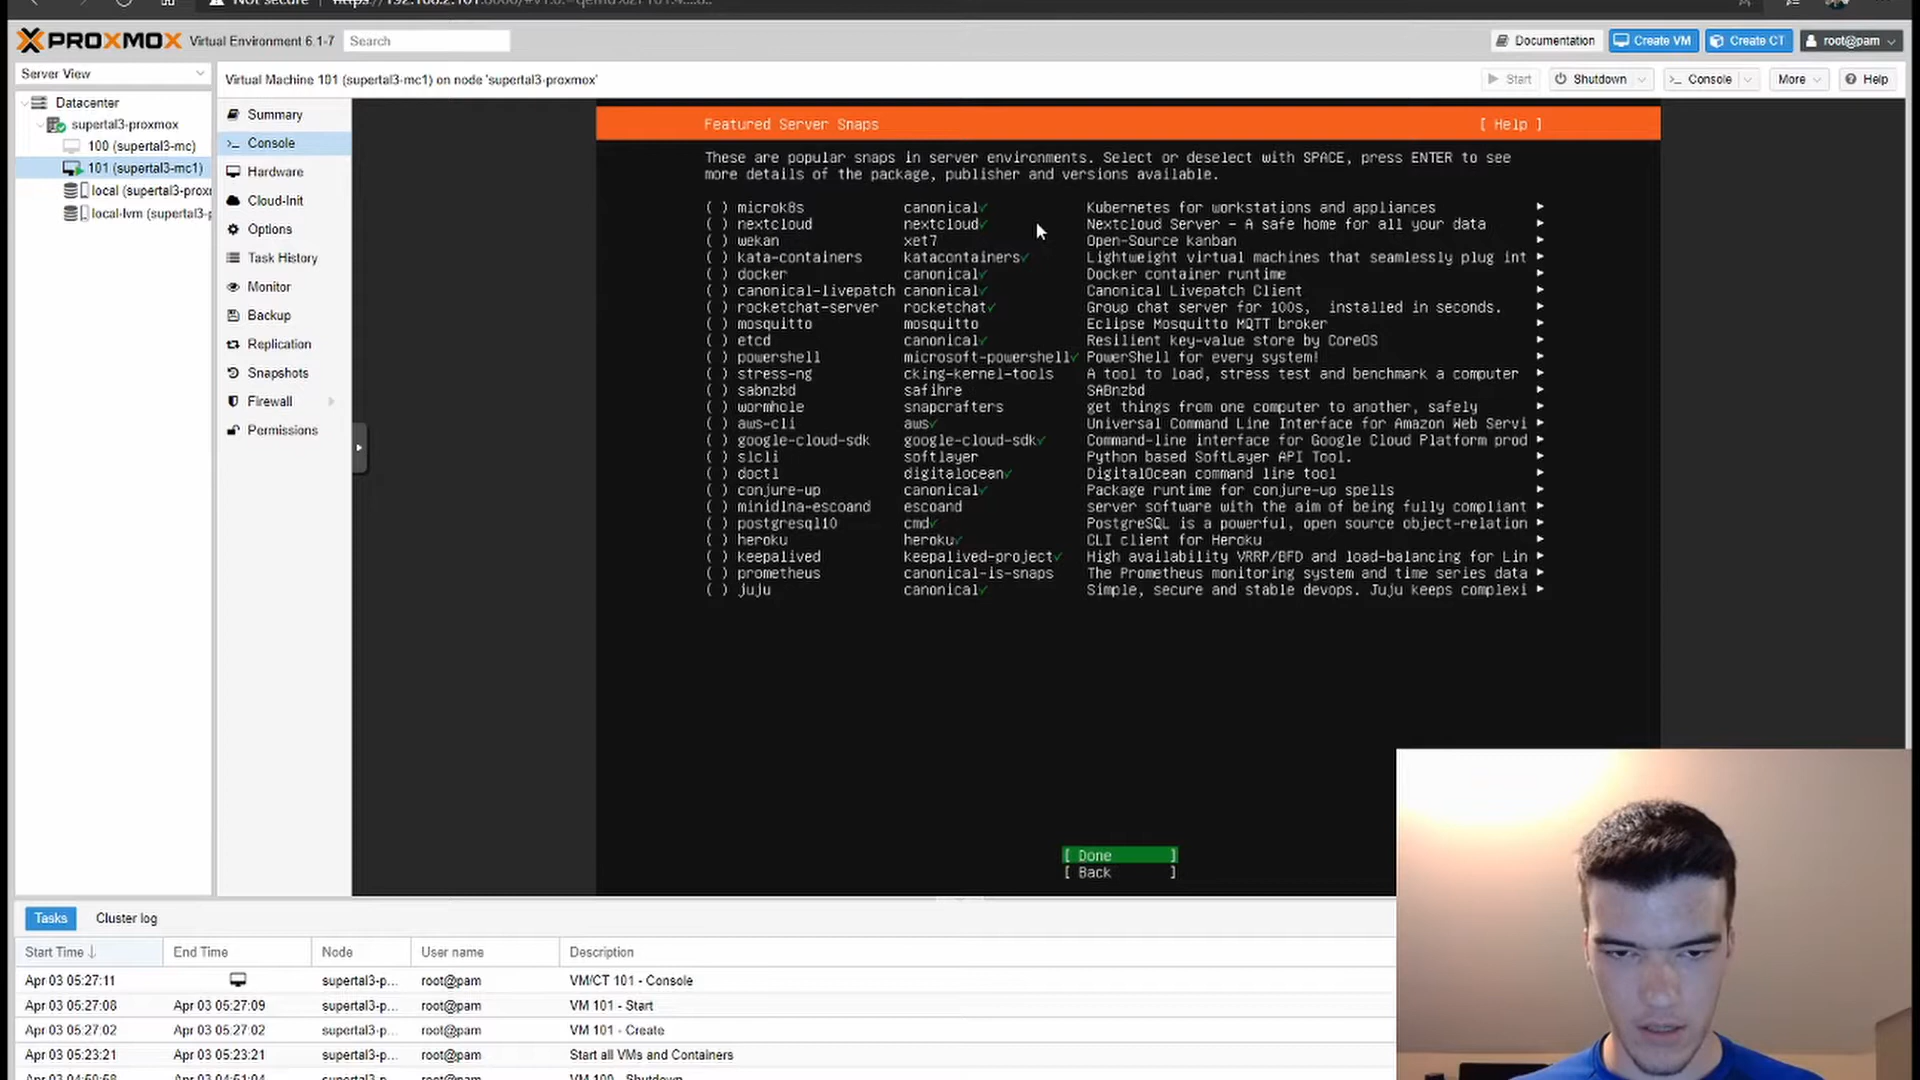 Not secure
PROXMOX Virtual Environment 6.1-7 Search
Documentation Create VM Create CT root@pam
Server View
Virtual Machine 101 (supertal3-mc1) on node 'supertal3-proxmox'
Start Shutdown Console More Help
Datacenter
supertal3-proxmox
100 (supertal3-mc)
101 (supertal3-mc1)
local (supertal3-prox
local-lvm (supertal3-p
Summary
>_ Console
Hardware
Cloud-Init
Options
Task History
Monitor
Backup
Replication
Snapshots
Firewall
Permissions
Featured Server Snaps [ Help ]
These are popular snaps in server environments. Select or deselect with SPACE, press ENTER to see
more details of the package, publisher and versions available.
( ) microk8s canonical✓ Kubernetes for workstations and appliances
( ) nextcloud nextcloud✓ Nextcloud Server - A safe home for all your data
( ) wekan xet7 Open-Source kanban
( ) kata-containers katacontainers✓ Lightweight virtual machines that seamlessly plug int
( ) docker canonical✓ Docker container runtime
( ) canonical-livepatch canonical✓ Canonical Livepatch Client
( ) rocketchat-server rocketchat✓ Group chat server for 100s, installed in seconds.
( ) mosquitto mosquitto Eclipse Mosquitto MQTT broker
( ) etcd canonical✓ Resilient key-value store by CoreOS
( ) powershell microsoft-powershell✓ PowerShell for every system!
( ) stress-ng cking-kernel-tools A tool to load, stress test and benchmark a computer
( ) sabnzbd safihre SABnzbd
( ) wormhole snapcrafters get things from one computer to another, safely
( ) aws-cli aws✓ Universal Command Line Interface for Amazon Web Servi
( ) google-cloud-sdk google-cloud-sdk✓ Command-line interface for Google Cloud Platform prod
( ) slcli softlayer Python based SoftLayer API Tool.
( ) doctl digitalocean✓ DigitalOcean command line tool
( ) conjure-up canonical✓ Package runtime for conjure-up spells
( ) minidlna-escoand escoand server software with the aim of being fully compliant
( ) postgresql10 cmd✓ PostgreSQL is a powerful, open source object-relation
( ) heroku heroku✓ CLI client for Heroku
( ) keepalived keepalived-project✓ High availability VRRP/BFD and load-balancing for Lin
( ) prometheus canonical-is-snaps The Prometheus monitoring system and time series data
( ) juju canonical✓ Simple, secure and stable devops. Juju keeps complexi
[ Done ]
[ Back ]
Tasks Cluster log
Start Time End Time Node User name Description
Apr 03 05:27:11 supertal3-p... root@pam VM/CT 101 - Console
Apr 03 05:27:08 Apr 03 05:27:09 supertal3-p... root@pam VM 101 - Start
Apr 03 05:27:02 Apr 03 05:27:02 supertal3-p... root@pam VM 101 - Create
Apr 03 05:23:21 Apr 03 05:23:21 supertal3-p... root@pam Start all VMs and Containers